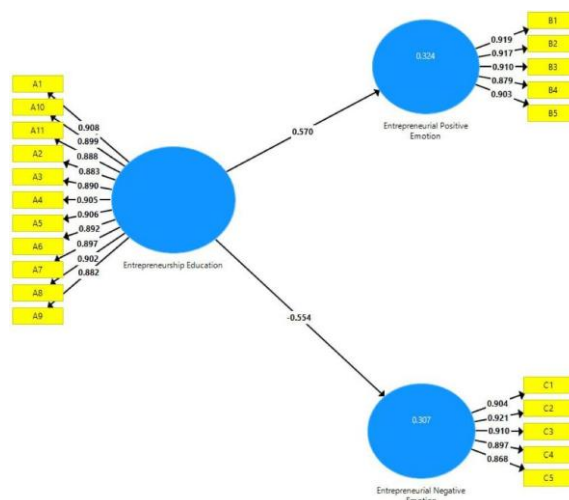 A1
A10
A11
A2
A3
A4
A5
A6
A7
A8
A9
0.908
0.899
0.888
0.883
0.890
0.905
0.906
0.892
0.897
0.902
0.882
Entrepreneurship Education
0.570
-0.554
0.324
Entrepreneurial Positive
Emotion
0.919
0.917
0.910
0.879
0.903
B1
B2
B3
B4
B5
0.307
Entrepreneurial Negative
Emotion
0.904
0.921
0.910
0.897
0.868
C1
C2
C3
C4
C5